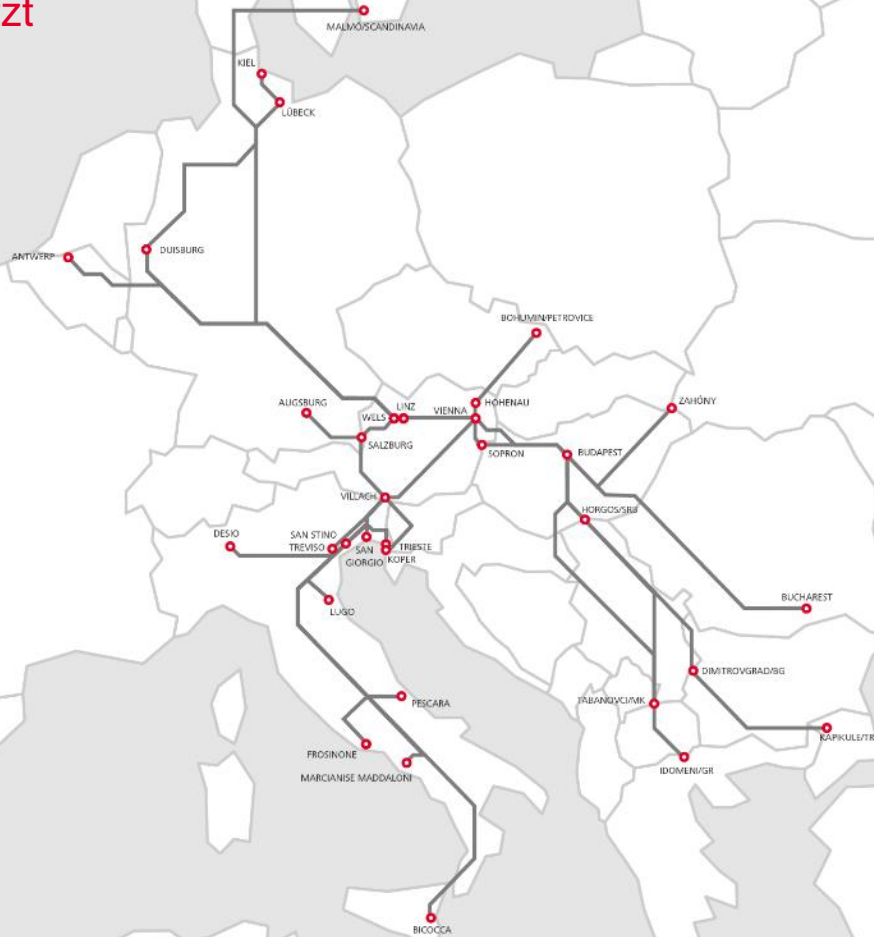 zt
MALMÖ/SCANDINAVIA
KIEL
LÜBECK
ANTWERP
DUISBURG
BOHUMIN/PETROVICE
AUGSBURG
LINZ
WELS
VIENNA
HOHENAU
ZAHÓNY
SALZBURG
SOPRON
BUDAPEST
VILLACH
HORGOS/SRB
DESIO
SAN STINO
TREVISO
SAN
GIORGIO
TRIESTE
KOPER
LUGO
BUCHAREST
DIMITROVGRAD/BG
TABANOVCI/MK
PESCARA
KAPIKULE/TR
FROSINONE
MARCIANISE MADDALONI
IDOMENI/GR
BICOCCA